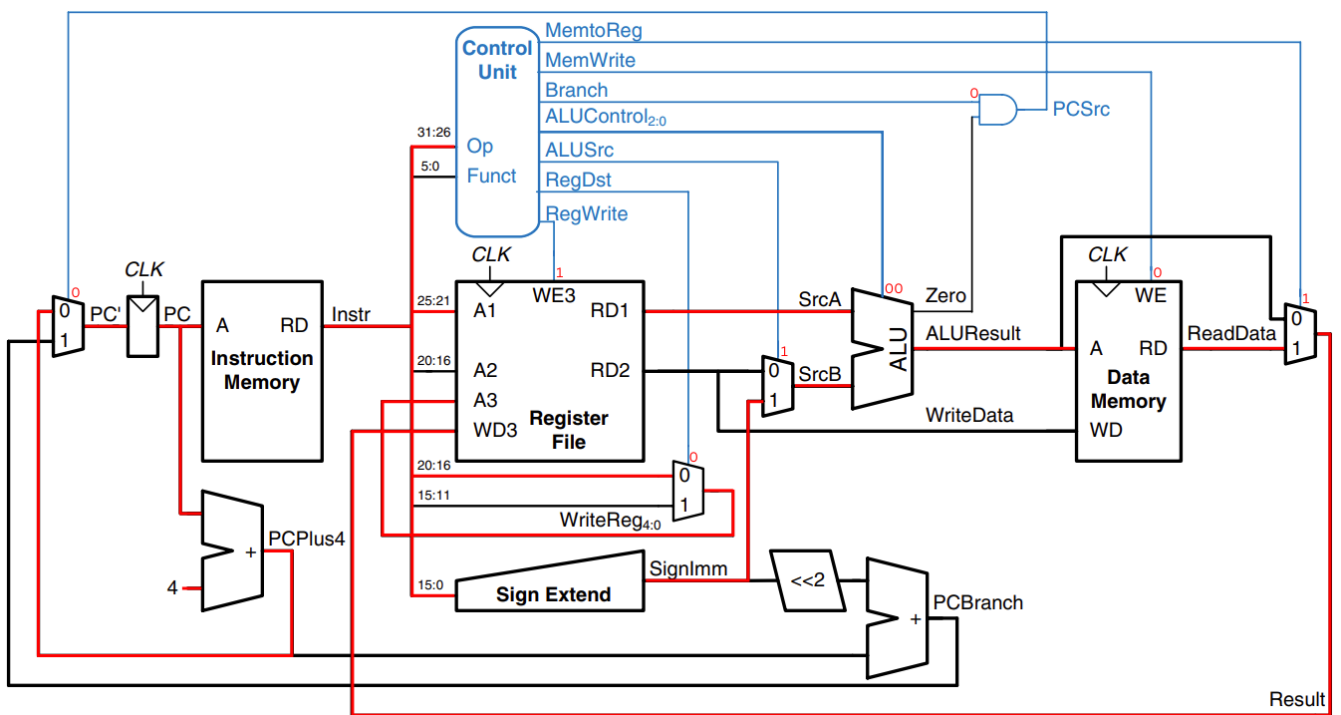 MemtoReg
Control
Unit
MemWrite
Branch
0
PCSrc
ALUControl2:0
31:26
Op
ALUSrc
5:0
Funct
RegDst
RegWrite
CLK
CLK
CLK
0
0
1
PC'
PC
A
RD
Instruction
Memory
Instr
25:21
A1
1
WE3
RD1
SrcA
00
Zero
ALU
ALUResult
0
WE
1
0
1
A
RD
ReadData
Data
Memory
WD
20:16
A2
RD2
1
0
1
SrcB
A3
WD3
Register
File
WriteData
20:16
0
0
15:11
1
WriteReg4:0
PCPlus4
+
4
15:0
Sign Extend
SignImm
<<2
PCBranch
+
Result